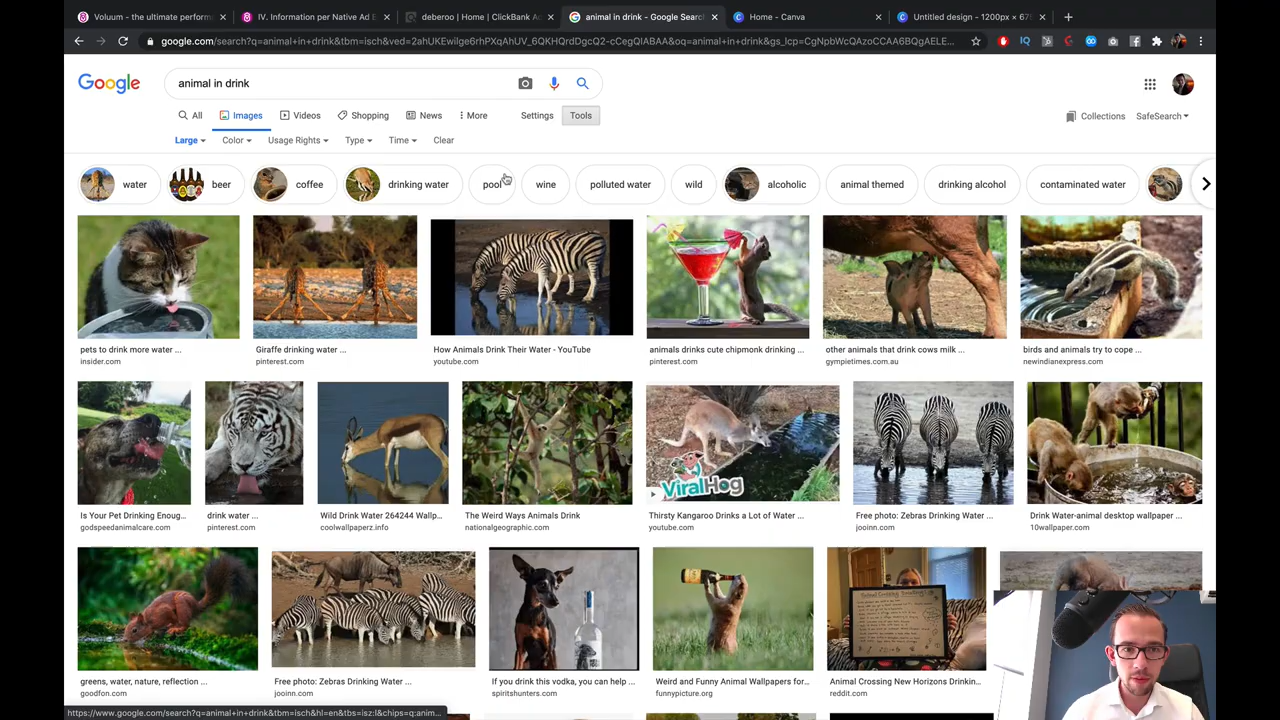 Voluum - the ultimate perform
IV. Information per Native Ad E
deberoo | Home | ClickBank Ac
animal in drink - Google Searc
Home - Canva
Untitled design - 1200px × 675
google.com/search?q=animal+in+drink&tbm=isch&ved=2ahUKEwilge6rhPXqAhUV_6QKHQrdDgcQ2-cCegQIABAA&oq=animal+in+drink&gs_lcp=CgNpbWcQAzoCCAA6BQgAELE...
Google
animal in drink
All
Images
Videos
Shopping
News
More
Settings
Tools
Collections
SafeSearch
Large
Color
Usage Rights
Type
Time
Clear
water
beer
coffee
drinking water
pool
wine
polluted water
wild
alcoholic
animal themed
drinking alcohol
contaminated water
pets to drink more water ...
insider.com
Giraffe drinking water ...
pinterest.com
How Animals Drink Their Water - YouTube
youtube.com
animals drinks cute chipmonk drinking ...
pinterest.com
other animals that drink cows milk ...
gympietimes.com.au
birds and animals try to cope ...
newindianexpress.com
ViralHog
Is Your Pet Drinking Enoug...
godspeedanimalcare.com
drink water ...
pinterest.com
Wild Drink Water 264244 Wallp...
coolwallpaperz.info
The Weird Ways Animals Drink
nationalgeographic.com
Thirsty Kangaroo Drinks a Lot of Water ...
youtube.com
Free photo: Zebras Drinking Water ...
jooinn.com
Drink Water-animal desktop wallpaper ...
10wallpaper.com
greens, water, nature, reflection ...
goodfon.com
Free photo: Zebras Drinking Water ...
jooinn.com
If you drink this vodka, you can help ...
spiritshunters.com
Weird and Funny Animal Wallpapers for...
funnypicture.org
Animal Crossing New Horizons Drinkin...
reddit.com
https://www.google.com/search?q=animal+in+drink&tbm=isch&hl=en&tbs=isz:l&chips=q:anim...